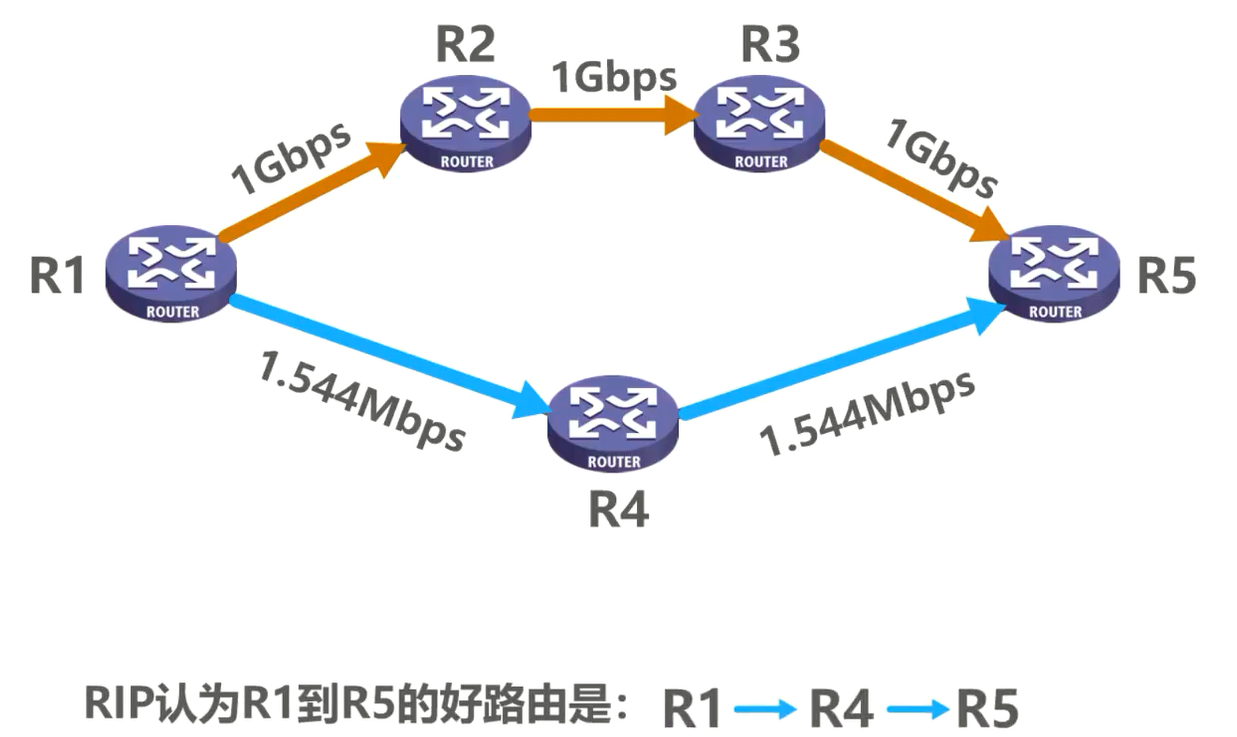 R2
R3
1Gbps
1Gbps
1Gbps
ROUTER
ROUTER
R1
R5
ROUTER
ROUTER
1.544Mbps
1.544Mbps
ROUTER
R4
RIP认为R1到R5的好路由是： R1 → R4 → R5